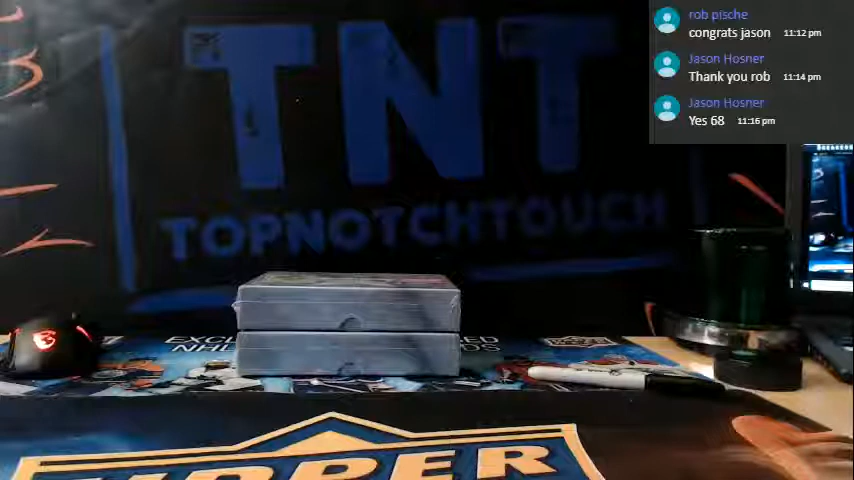 rob pische
congrats jason 11:12 pm
Jason Hosner
Thank you rob 11:14 pm
Jason Hosner
Yes 68 11:16 pm
TNT
TOPNOTCHTOUCH
NHL
UPPER